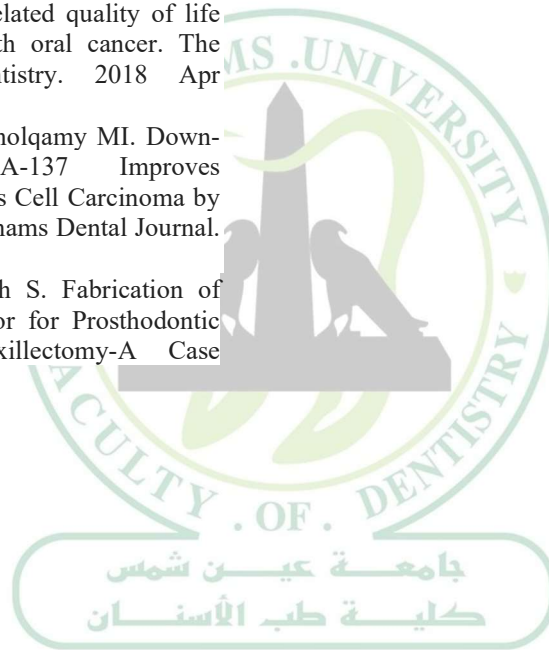 elated quality of life
th oral cancer. The
ntistry. 2018 Apr
holqamy MI. Down-
A-137 Improves
s Cell Carcinoma by
hams Dental Journal.
h S. Fabrication of
or for Prosthodontic
xillectomy-A Case
MS .UNIVERSITY
ACULTY . OF . DENTISTRY
جامعة عين شمس
كلية طب الأسنان